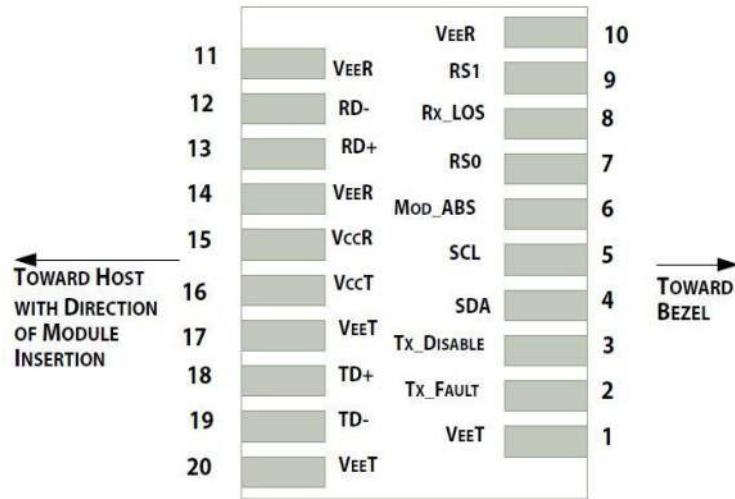 VEER 10
11 VEER RS1 9
12 RD- RX_LOS 8
13 RD+ RS0 7
14 VEER MOD_ABS 6
15 VCCR SCL 5
16 VCCT SDA 4
17 VEET TX_DISABLE 3
18 TD+ TX_FAULT 2
19 TD- VEET 1
20 VEET
TOWARD HOST
WITH DIRECTION
OF MODULE
INSERTION
TOWARD
BEZEL